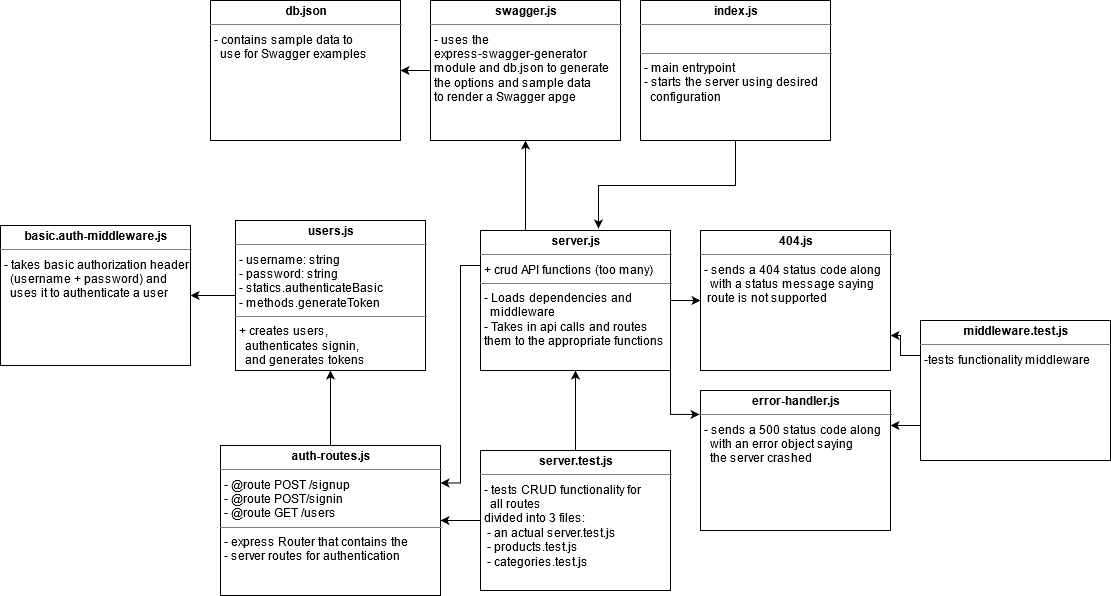 db.json
- contains sample data to
use for Swagger examples
swagger.js
- uses the
express-swagger-generator
module and db.json to generate
the options and sample data
to render a Swagger apge
index.js
- main entrypoint
- starts the server using desired
configuration
basic.auth-middleware.js
- takes basic authorization header
(username + password) and
uses it to authenticate a user
users.js
- username: string
- password: string
- statics.authenticateBasic
- methods.generateToken
+ creates users,
authenticates signin,
and generates tokens
server.js
+ crud API functions (too many)
- Loads dependencies and
middleware
- Takes in api calls and routes
them to the appropriate functions
404.js
- sends a 404 status code along
with a status message saying
route is not supported
middleware.test.js
-tests functionality middleware
error-handler.js
- sends a 500 status code along
with an error object saying
the server crashed
auth-routes.js
- @route POST /signup
- @route POST/signin
- @route GET /users
- express Router that contains the
- server routes for authentication
server.test.js
- tests CRUD functionality for
all routes
divided into 3 files:
- an actual server.test.js
- products.test.js
- categories.test.js